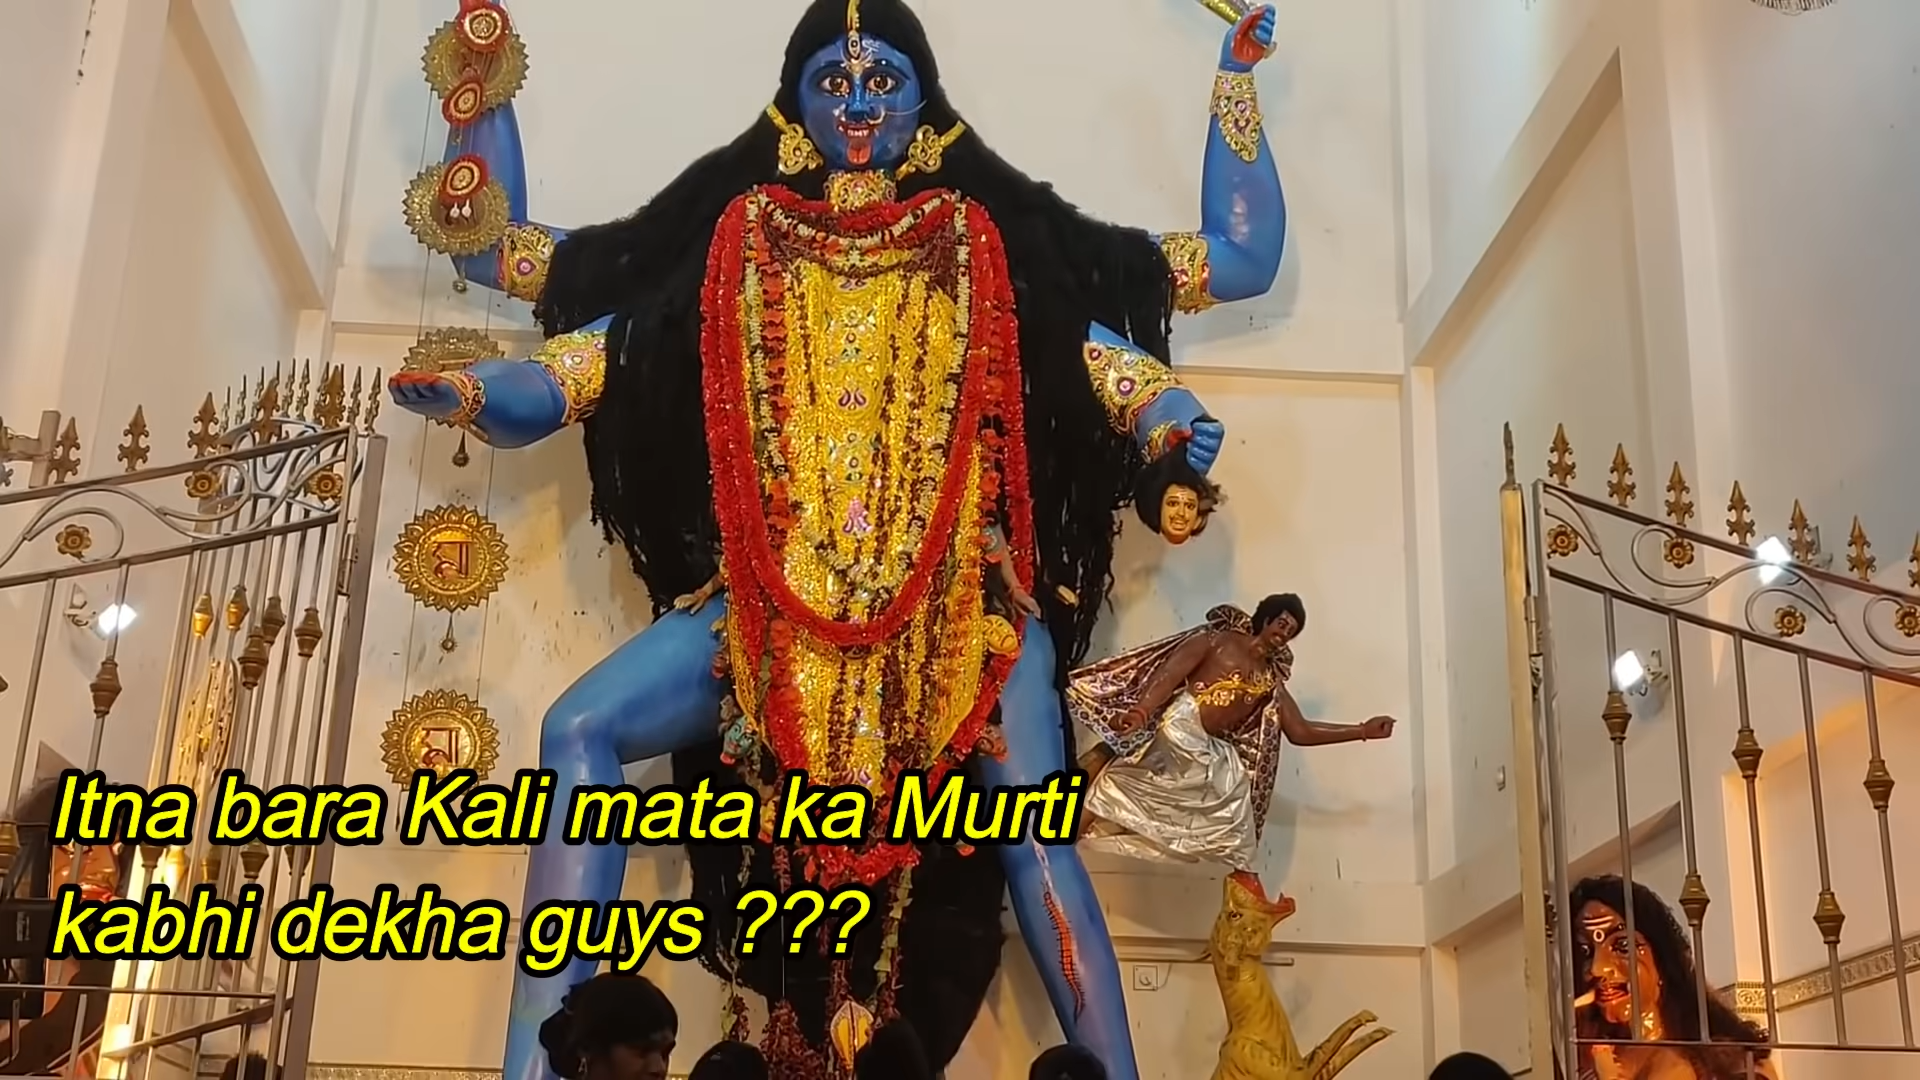 মা
মা
Itna bara Kali mata ka Murti
kabhi dekha guys ???